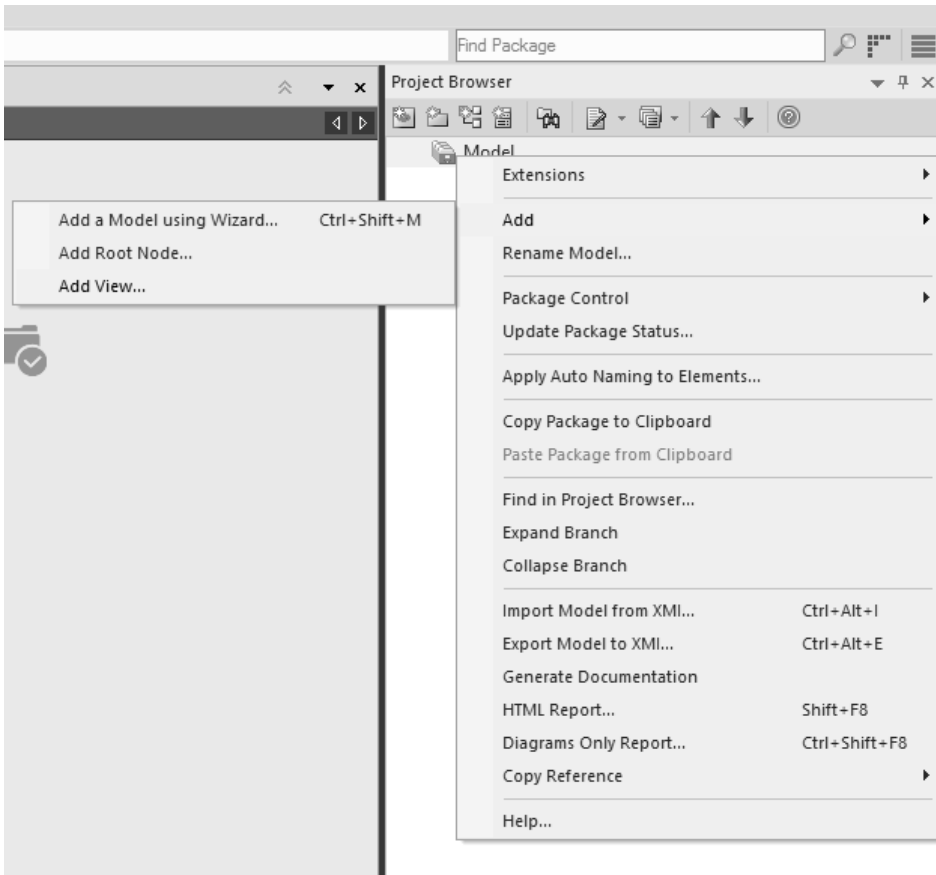 Find Package
Project Browser
Model
Extensions
Add
Rename Model...
Package Control
Update Package Status...
Apply Auto Naming to Elements...
Copy Package to Clipboard
Paste Package from Clipboard
Find in Project Browser...
Expand Branch
Collapse Branch
Import Model from XMI... Ctrl+Alt+I
Export Model to XMI... Ctrl+Alt+E
Generate Documentation
HTML Report... Shift+F8
Diagrams Only Report... Ctrl+Shift+F8
Copy Reference
Help...
Add a Model using Wizard... Ctrl+Shift+M
Add Root Node...
Add View...